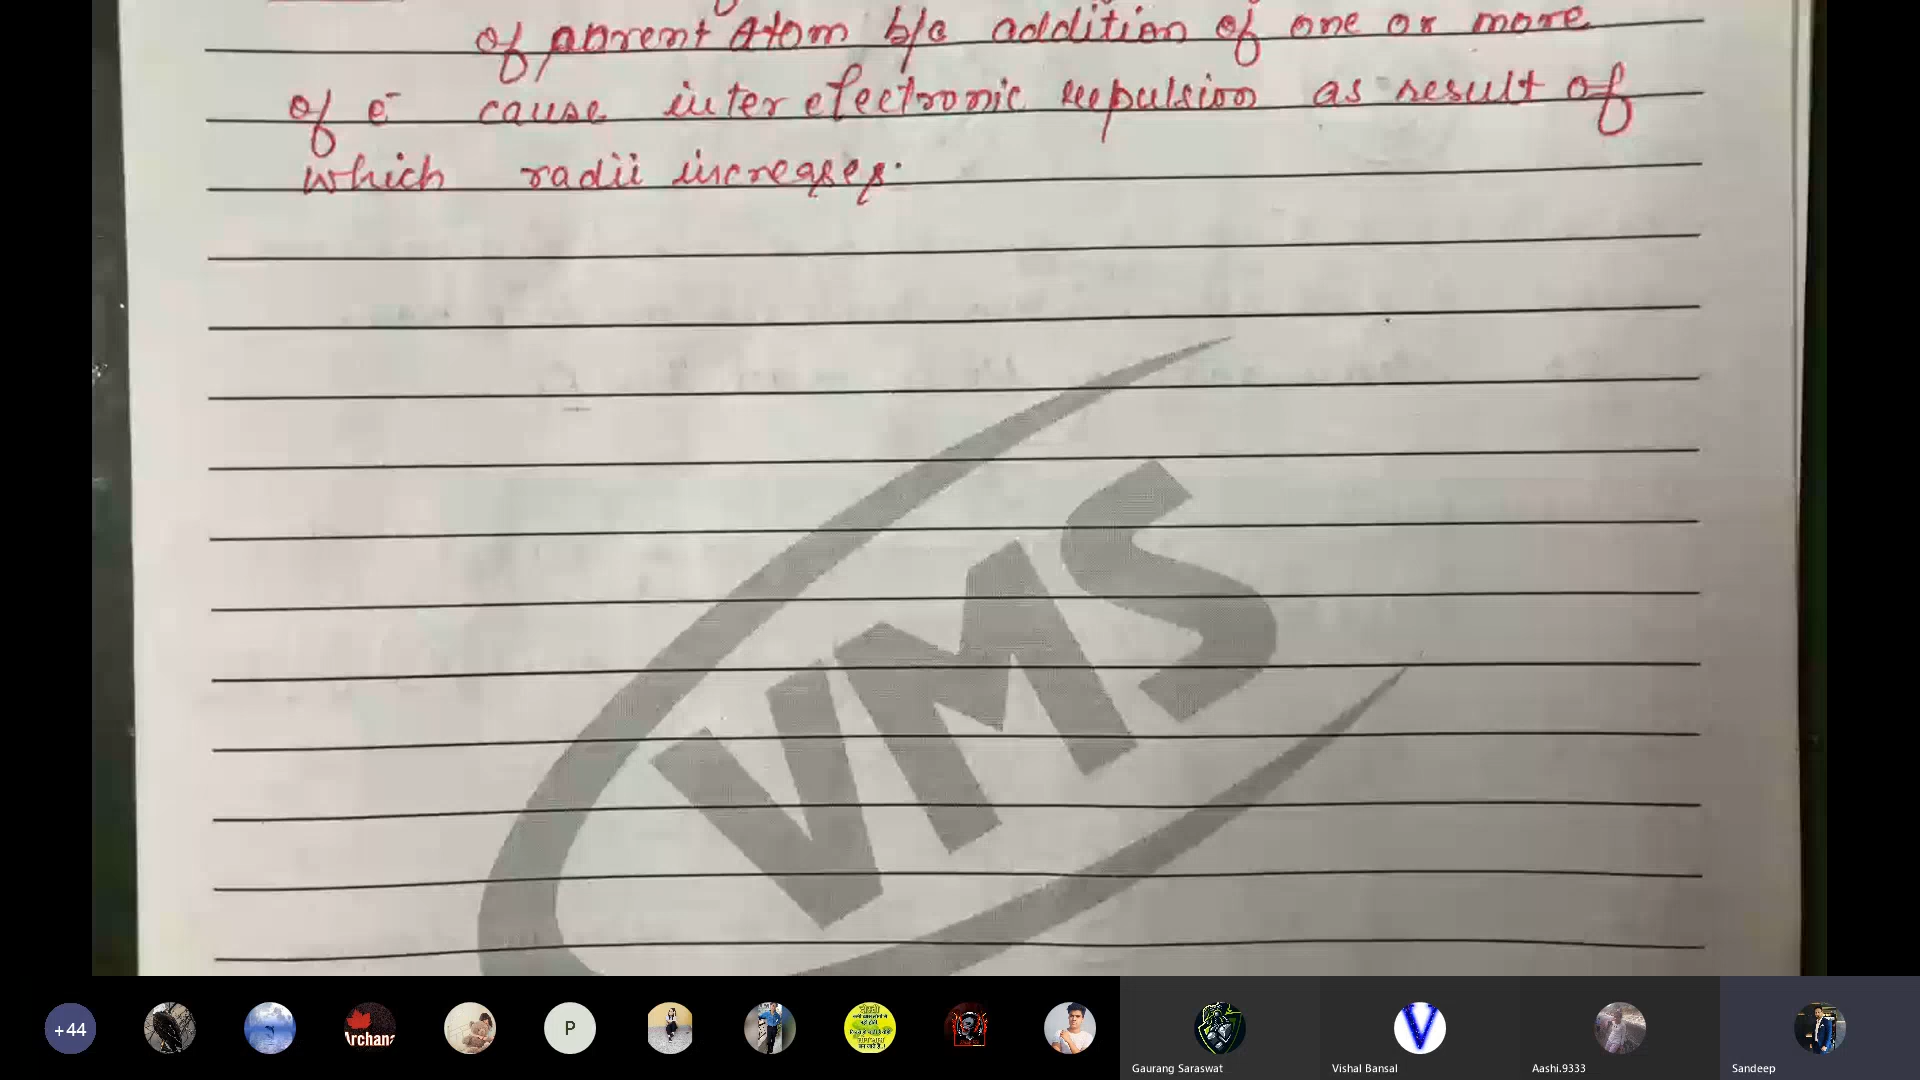 of parent Atom b/c addition of one or more
of e⁻ cause inter electronic repulsion as result of
which radii increases.
VMS
+44
Archana
P
Gaurang Saraswat
Vishal Bansal
Aashi.9333
Sandeep